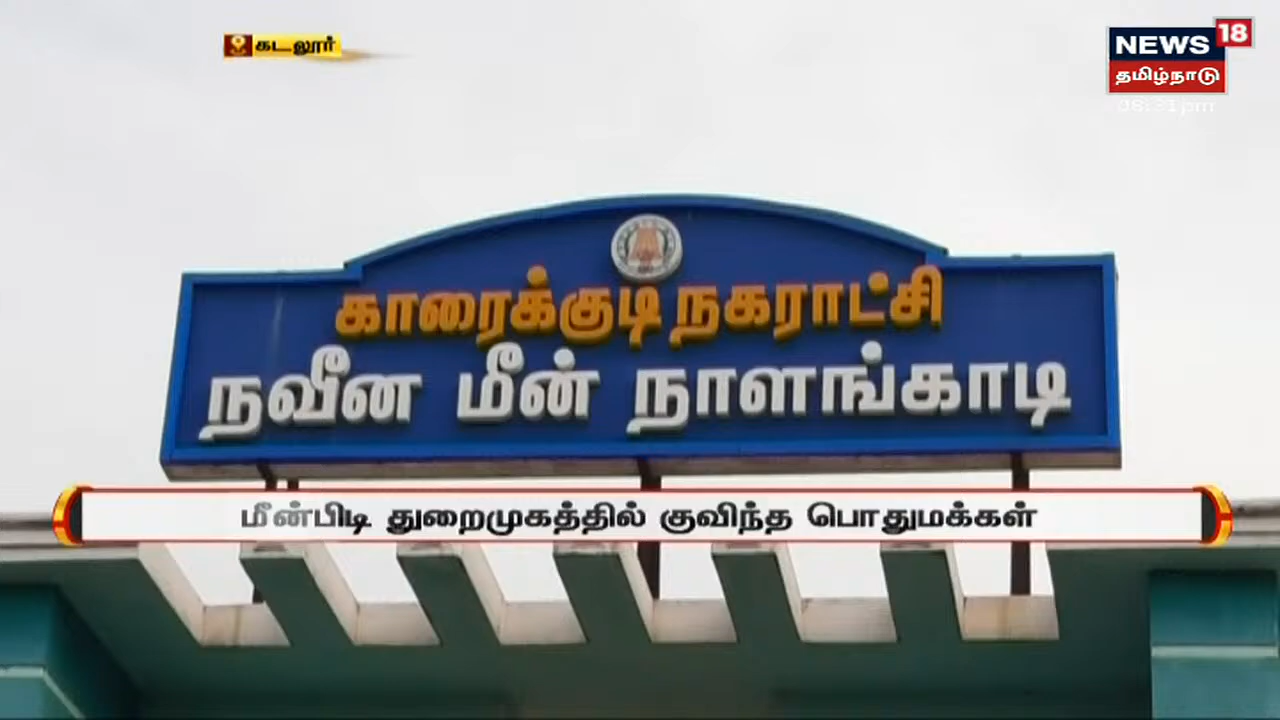 கடலூர்
NEWS 18
தமிழ்நாடு
காரைக்குடி நகராட்சி
நவீன மீன் நாளங்காடி
மீன்பிடி துறைமுகத்தில் குவிந்த பொதுமக்கள்